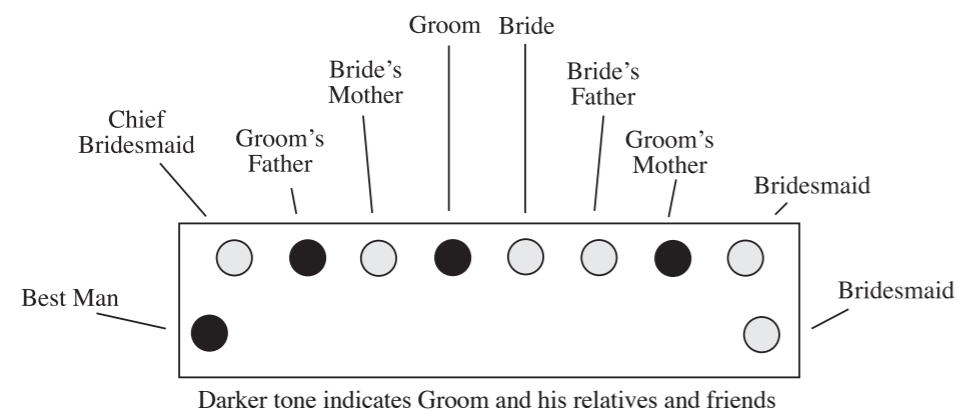 Groom Bride
Bride’s
Mother
Bride’s
Father
Chief
Bridesmaid
Groom’s
Father
Groom’s
Mother
Bridesmaid
Best Man
Bridesmaid
Darker tone indicates Groom and his relatives and friends